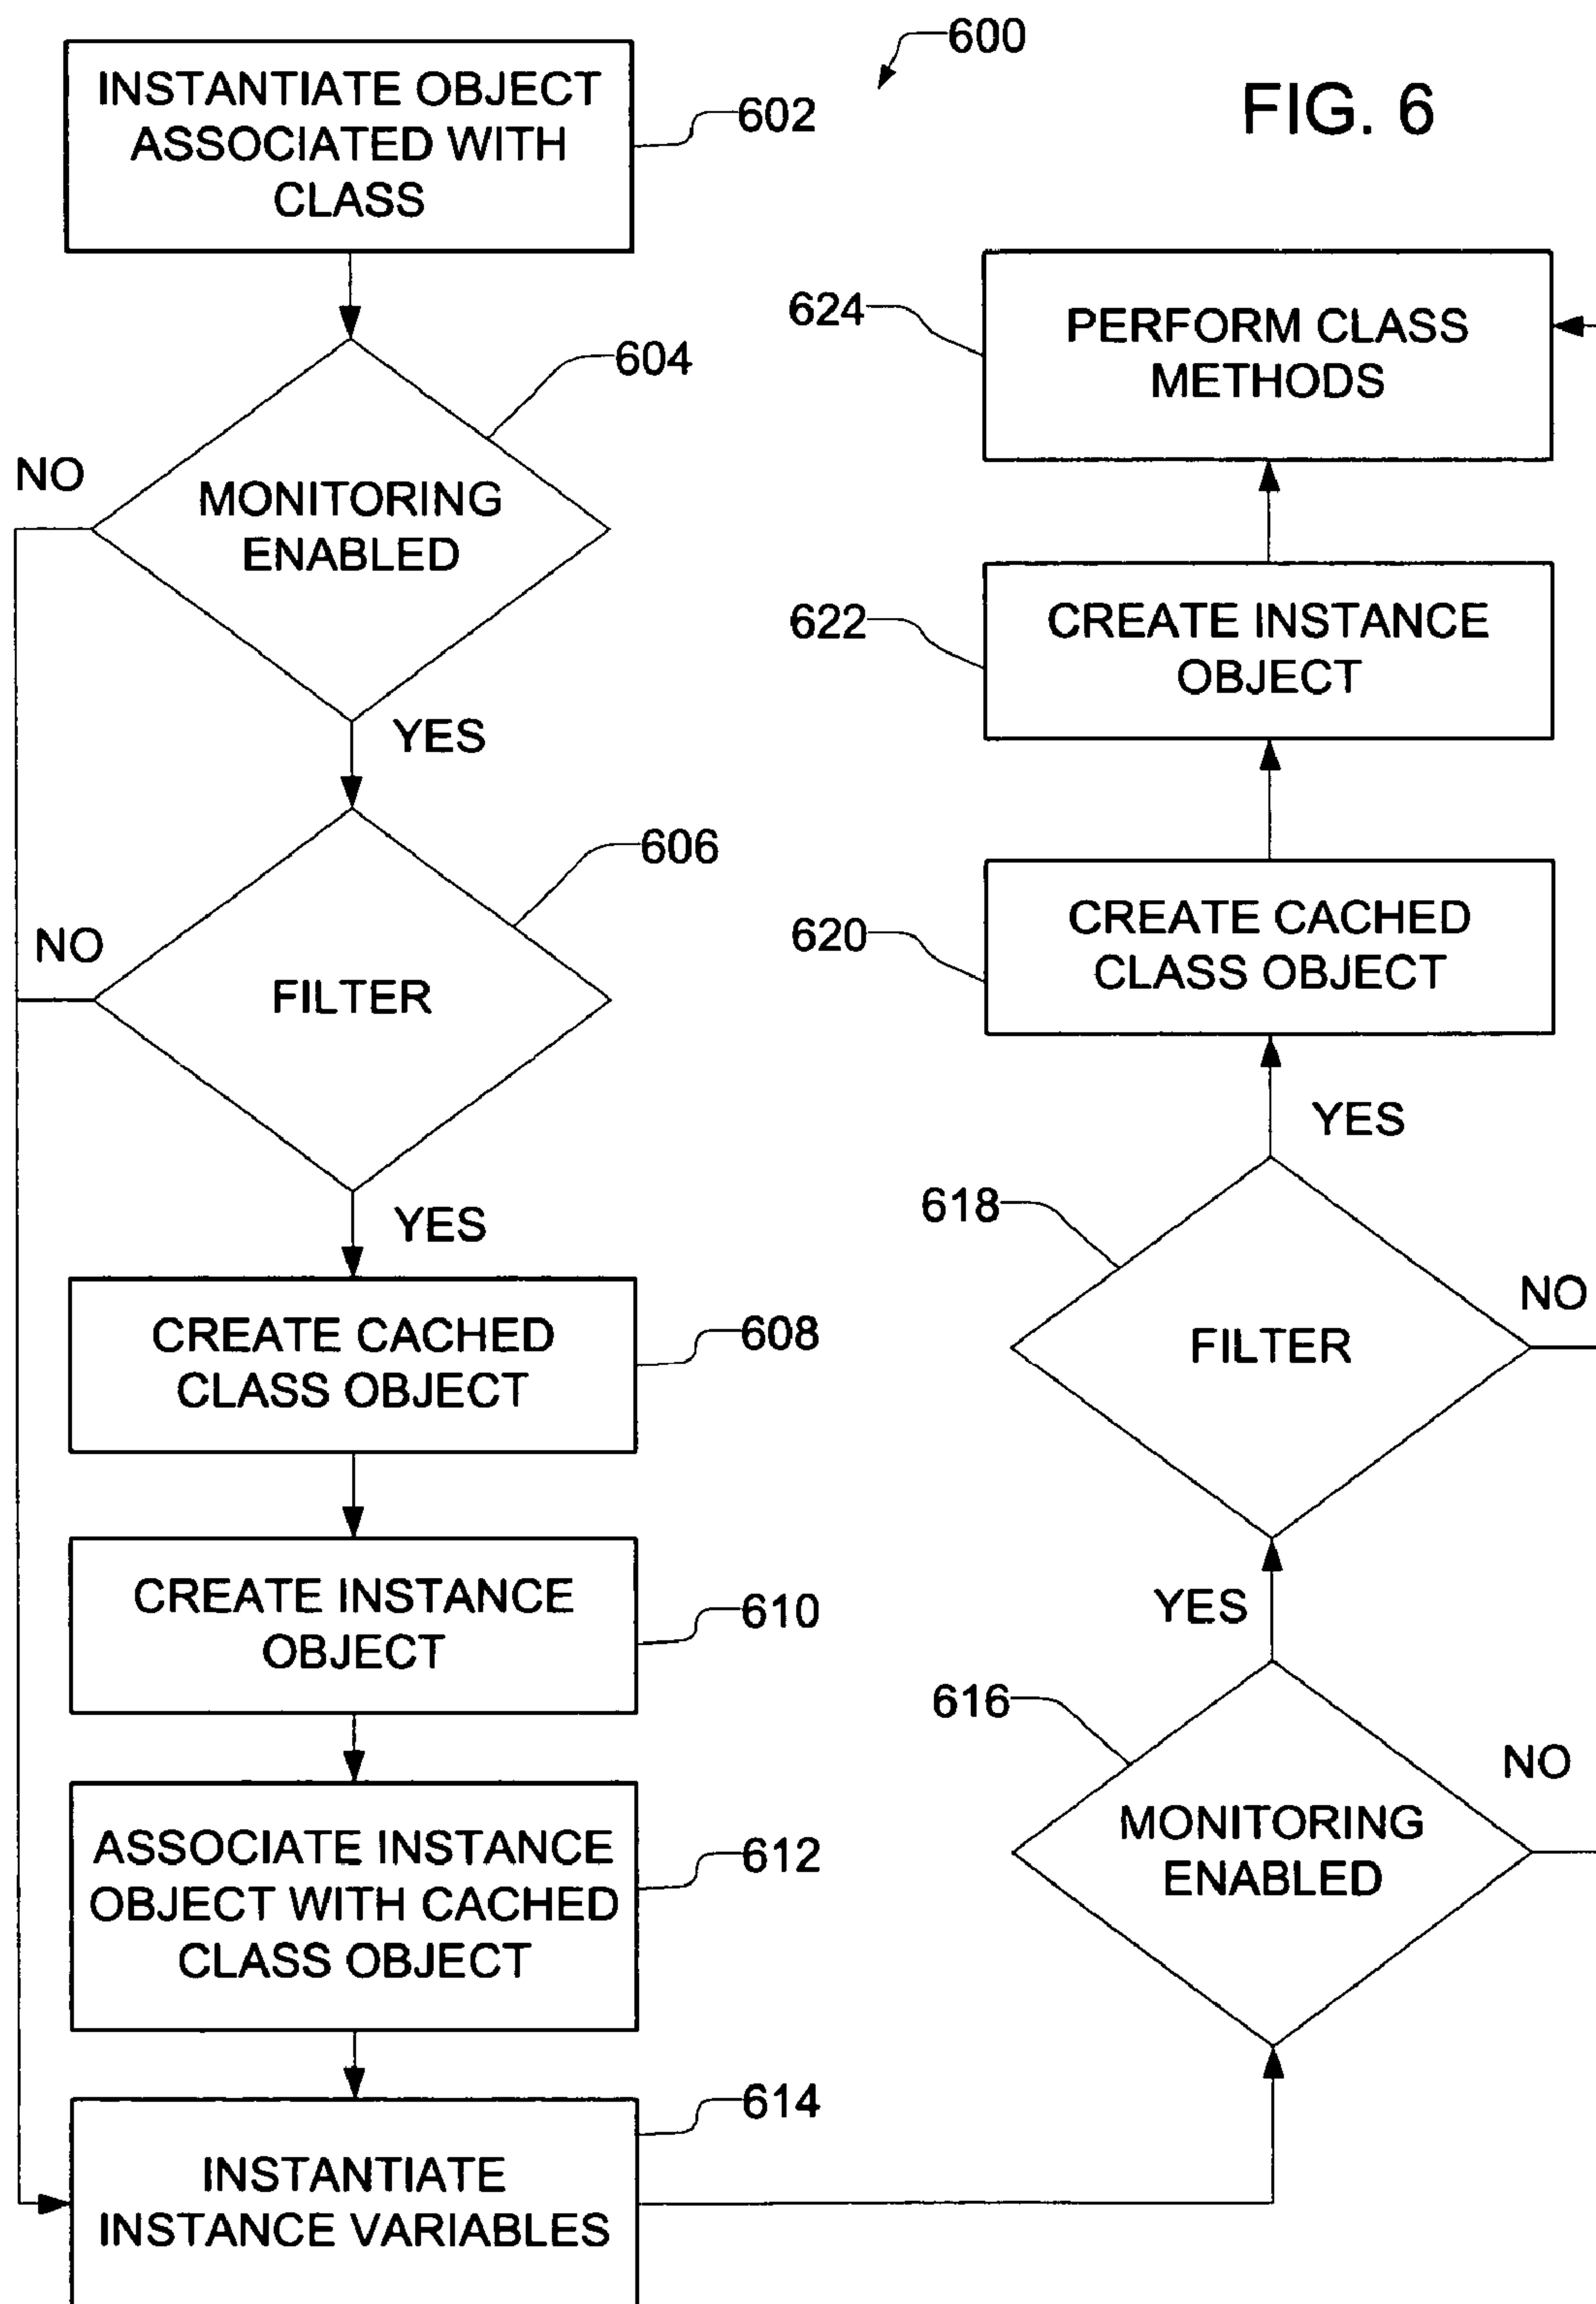 600
FIG. 6
INSTANTIATE OBJECT
ASSOCIATED WITH
CLASS
602
604
NO
MONITORING
ENABLED
YES
606
NO
FILTER
YES
CREATE CACHED
CLASS OBJECT
608
CREATE INSTANCE
OBJECT
610
ASSOCIATE INSTANCE
OBJECT WITH CACHED
CLASS OBJECT
612
614
INSTANTIATE
INSTANCE VARIABLES
624
PERFORM CLASS
METHODS
622
CREATE INSTANCE
OBJECT
620
CREATE CACHED
CLASS OBJECT
YES
618
NO
FILTER
YES
616
NO
MONITORING
ENABLED